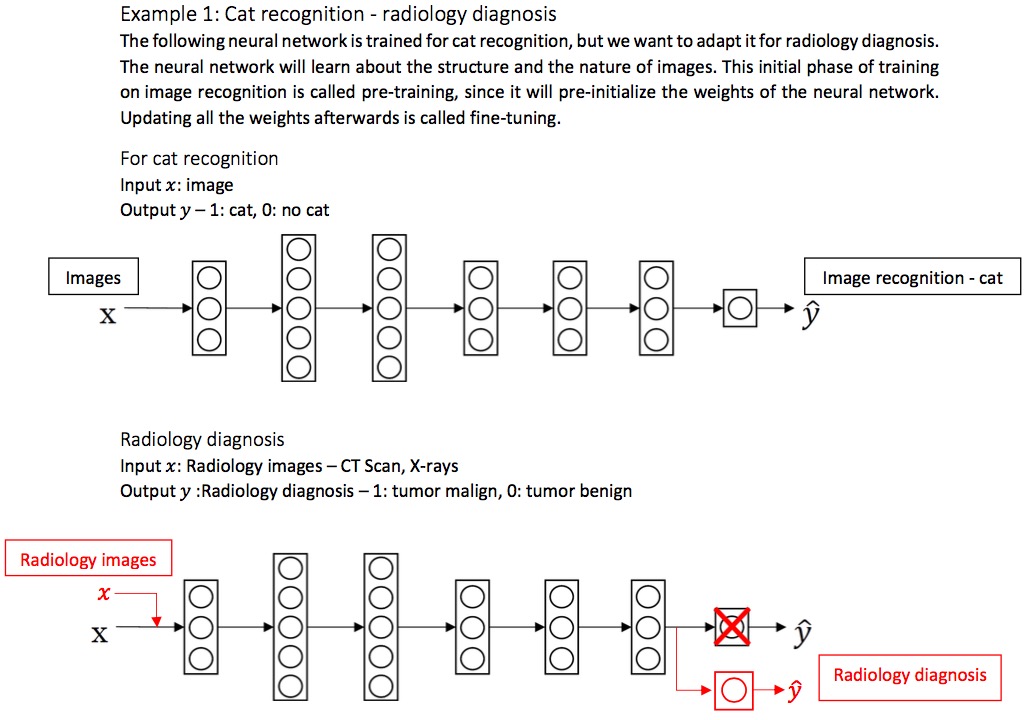 Example 1: Cat recognition - radiology diagnosis
The following neural network is trained for cat recognition, but we want to adapt it for radiology diagnosis.
The neural network will learn about the structure and the nature of images. This initial phase of training
on image recognition is called pre-training, since it will pre-initialize the weights of the neural network.
Updating all the weights afterwards is called fine-tuning.
For cat recognition
Input x: image
Output y – 1: cat, 0: no cat
Images
Image recognition - cat
x
ŷ
Radiology diagnosis
Input x: Radiology images – CT Scan, X-rays
Output y :Radiology diagnosis – 1: tumor malign, 0: tumor benign
Radiology images
x
x
ŷ
Radiology diagnosis
ŷ